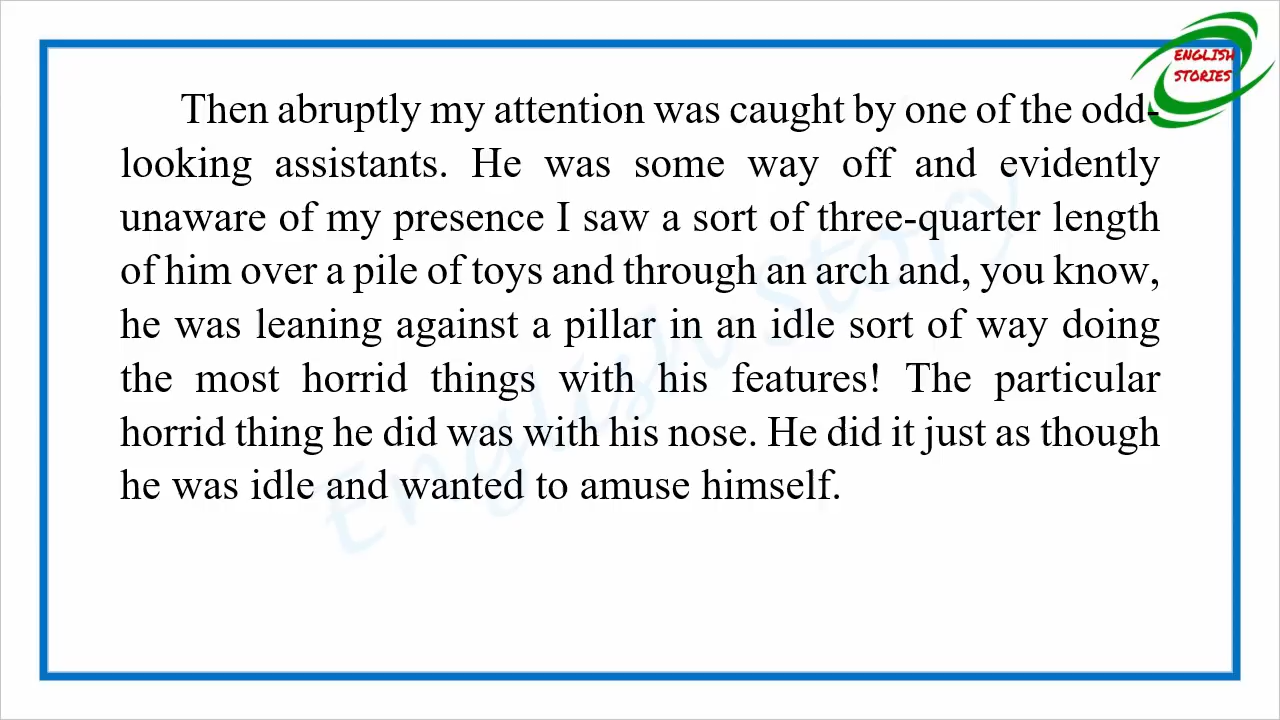 ENGLISH
STORIES
Then abruptly my attention was caught by one of the odd-
looking assistants. He was some way off and evidently
unaware of my presence I saw a sort of three-quarter length
of him over a pile of toys and through an arch and, you know,
he was leaning against a pillar in an idle sort of way doing
the most horrid things with his features! The particular
horrid thing he did was with his nose. He did it just as though
he was idle and wanted to amuse himself.
English Story